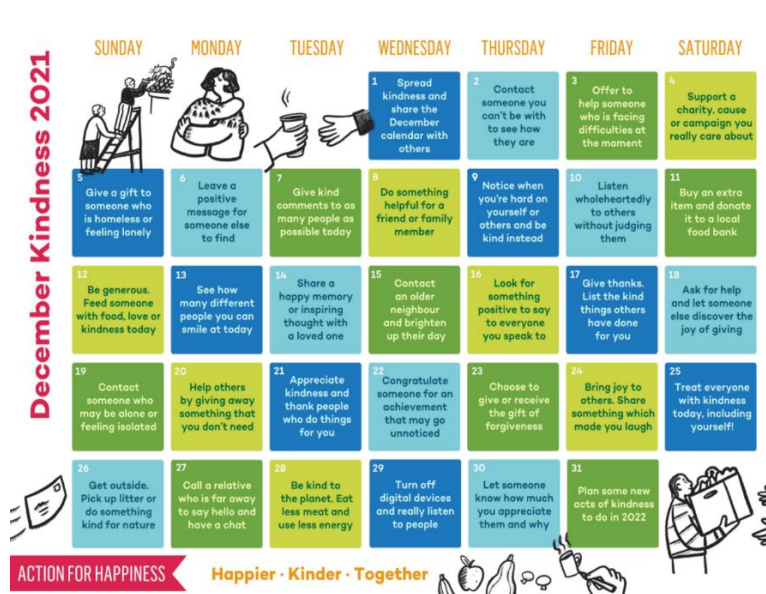 December Kindness 2021
SUNDAY MONDAY TUESDAY WEDNESDAY THURSDAY FRIDAY SATURDAY
1 Spread
kindness and
share the
December
calendar with
others
2 Contact
someone you
can't be with
to see how
they are
3 Offer to
help someone
who is facing
difficulties at
the moment
4
Support a
charity, cause
or campaign you
really care about
5
Give a gift to
someone who
is homeless or
feeling lonely
6 Leave a
positive
message for
someone else
to find
7
Give kind
comments to as
many people as
possible today
8
Do something
helpful for a
friend or family
member
9 Notice when
you're hard on
yourself or
others and be
kind instead
10 Listen
wholeheartedly
to others
without judging
them
11
Buy an extra
item and donate
it to a local
food bank
12
Be generous.
Feed someone
with food, love or
kindness today
13
See how
many different
people you can
smile at today
14 Share a
happy memory
or inspiring
thought with
a loved one
15 Contact
an older
neighbour
and brighten
up their day
16 Look for
something
positive to say
to everyone
you speak to
17 Give thanks.
List the kind
things others
have done
for you
18
Ask for help
and let someone
else discover the
joy of giving
19
Contact
someone who
may be alone or
feeling isolated
20
Help others
by giving away
something that
you don't need
21
Appreciate
kindness and
thank people
who do things
for you
22
Congratulate
someone for an
achievement
that may go
unnoticed
23
Choose to
give or receive
the gift of
forgiveness
24
Bring joy to
others. Share
something which
made you laugh
25
Treat everyone
with kindness
today, including
yourself!
26
Get outside.
Pick up litter or
do something
kind for nature
27
Call a relative
who is far away
to say hello and
have a chat
28
Be kind to
the planet. Eat
less meat and
use less energy
29
Turn off
digital devices
and really listen
to people
30
Let someone
know how much
you appreciate
them and why
31
Plan some new
acts of kindness
to do in 2022
ACTION FOR HAPPINESS
Happier · Kinder · Together